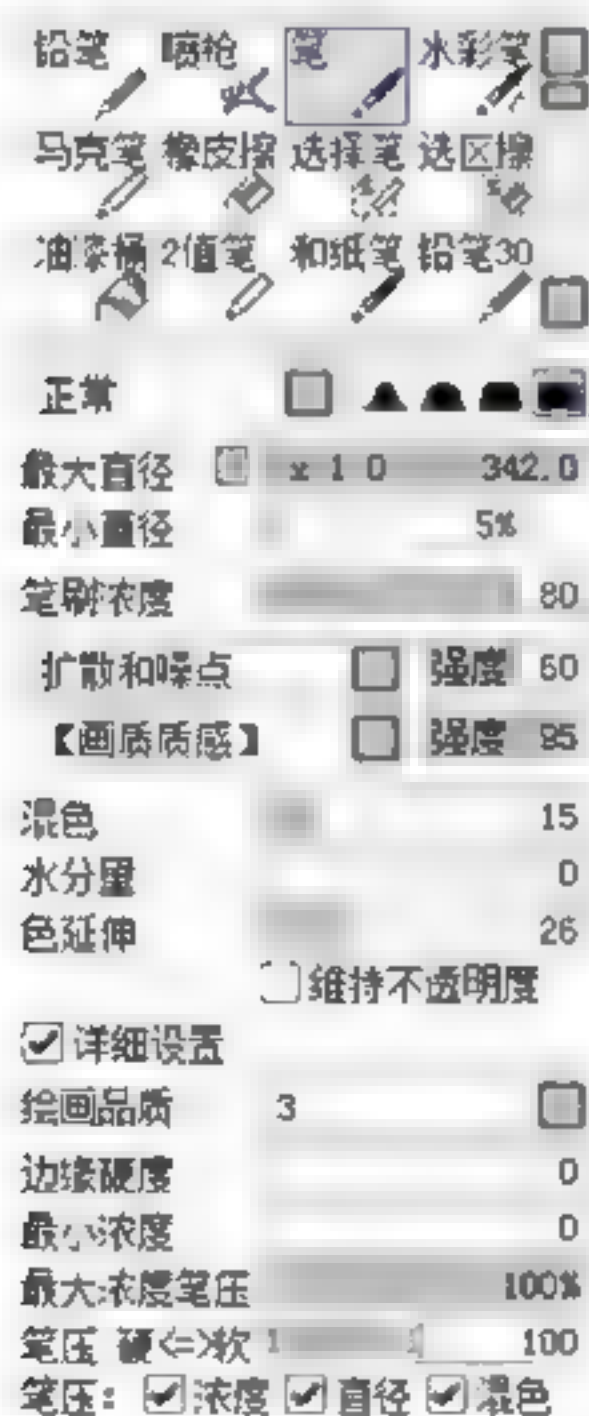 铅笔 喷枪 笔 水彩笔
马克笔 橡皮擦 选择笔 选区擦
油漆桶 2值笔 和纸笔 铅笔30
正常
最大直径 x 1 0 342.0
最小直径 5%
笔刷浓度 80
扩散和噪点 强度 60
【画质质感】 强度 95
混色 15
水分量 0
色延伸 26
维持不透明度
详细设置
绘画品质 3
边缘硬度 0
最小浓度 0
最大浓度笔压 100%
笔压 硬<=>软 100
笔压: 浓度 直径 混色